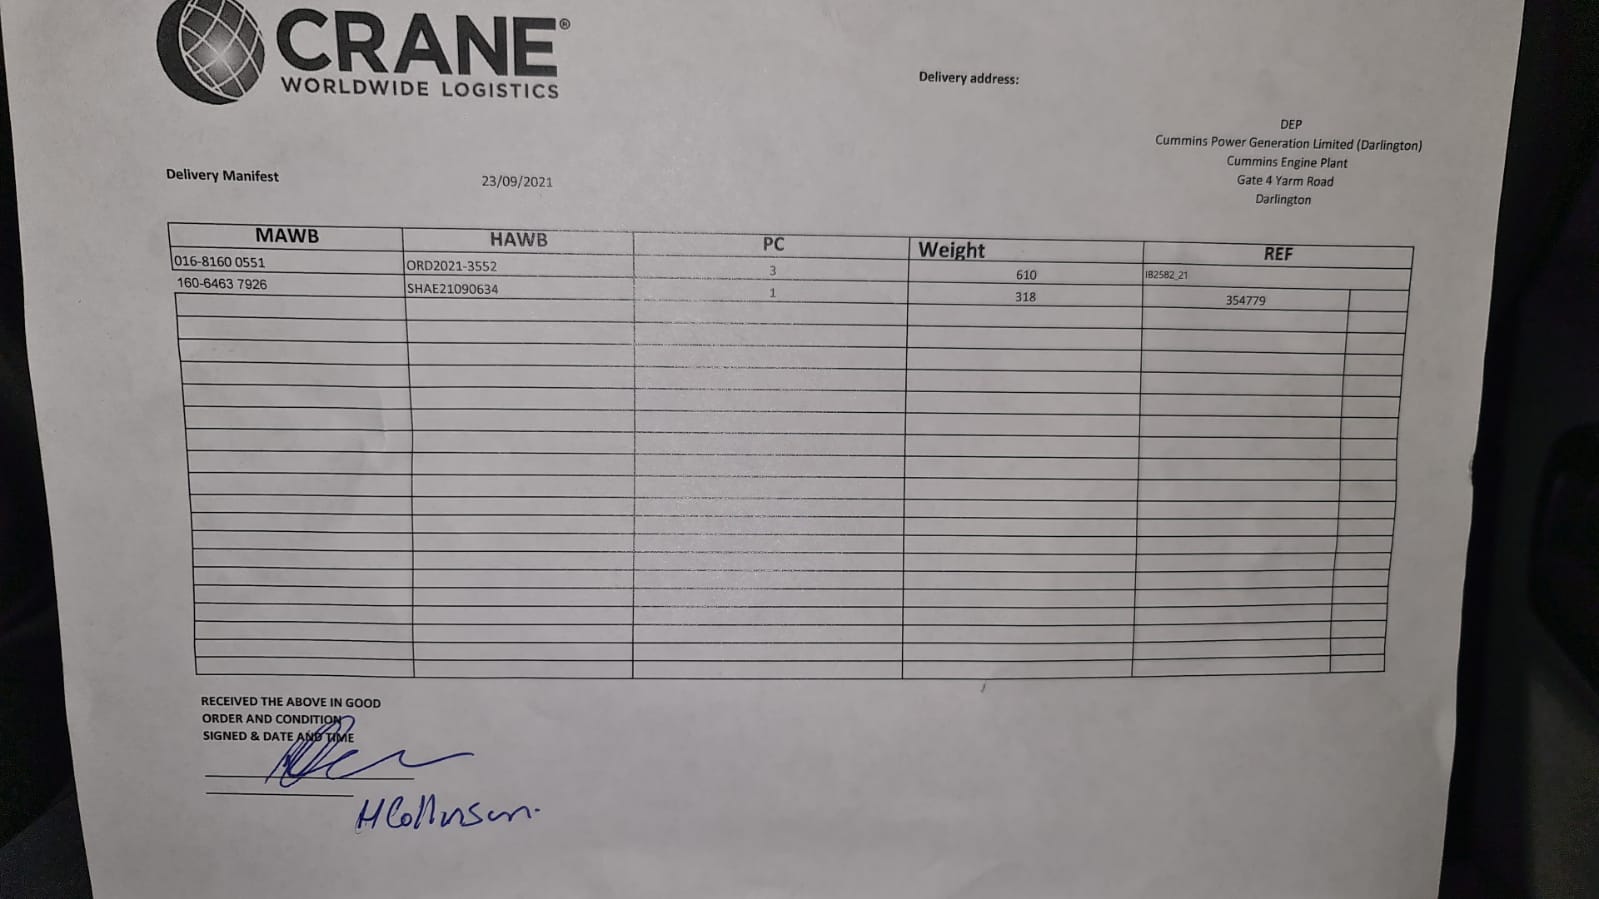 CRANE®
WORLDWIDE LOGISTICS
Delivery address:
DEP
Cummins Power Generation Limited (Darlington)
Cummins Engine Plant
Gate 4 Yarm Road
Darlington
Delivery Manifest 23/09/2021
MAWB HAWB PC Weight REF
016-8160 0551 ORD2021-3552 3 610 IB2582_21
160-6463 7926 SHAE21090634 1 318 354779
RECEIVED THE ABOVE IN GOOD
ORDER AND CONDITION
SIGNED & DATE AND TIME
H Collinson.